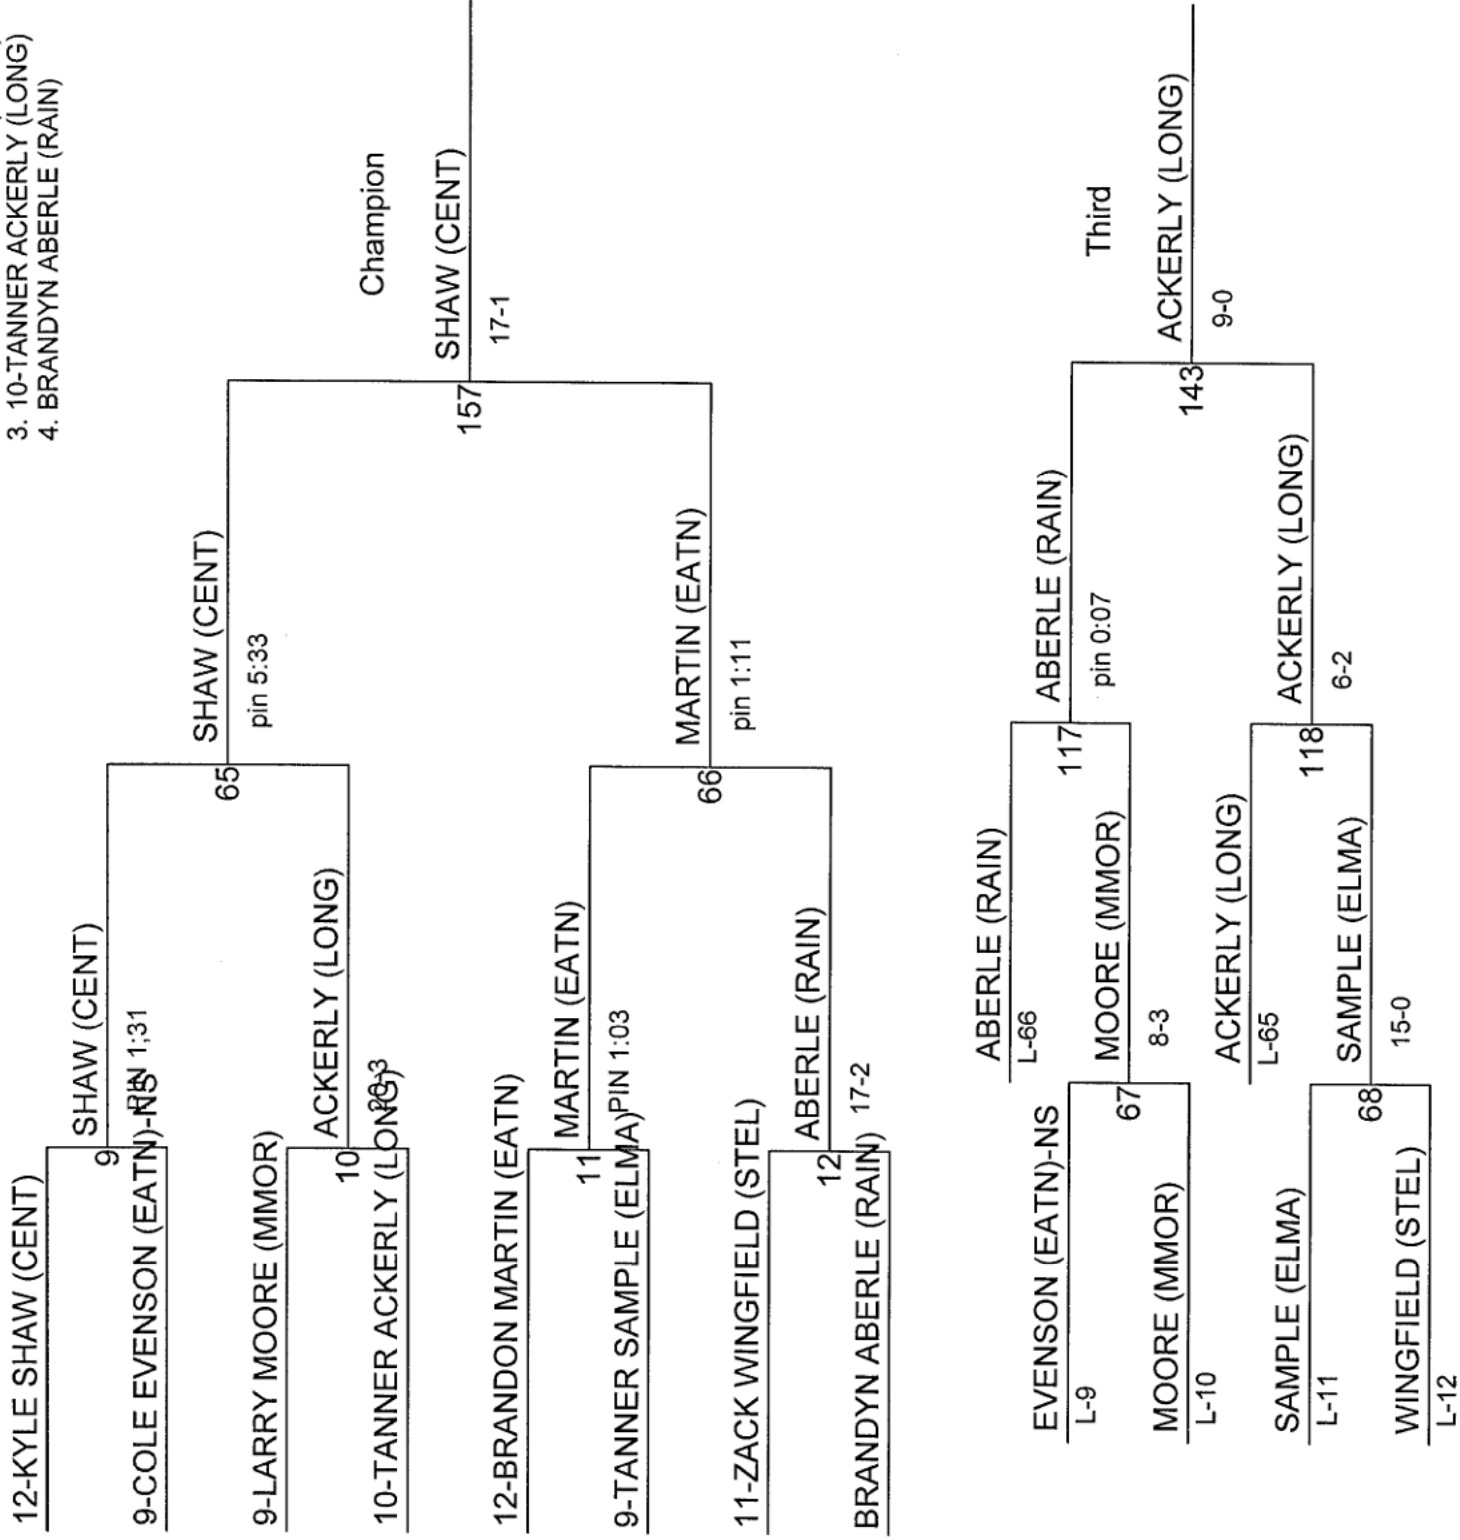 3. 10-TANNER ACKERLY (LONG)
4. BRANDYN ABERLE (RAIN)
12-KYLE SHAW (CENT)
9
SHAW (CENT)
PIN 1;31
9-COLE EVENSON (EATN)-NS
65
SHAW (CENT)
pin 5:33
9-LARRY MOORE (MMOR)
10
ACKERLY (LONG)
10-TANNER ACKERLY (LONG)
157
Champion
SHAW (CENT)
17-1
12-BRANDON MARTIN (EATN)
11
MARTIN (EATN)
PIN 1:03
9-TANNER SAMPLE (ELMA)
66
MARTIN (EATN)
pin 1:11
11-ZACK WINGFIELD (STEL)
12
ABERLE (RAIN)
17-2
BRANDYN ABERLE (RAIN)
ABERLE (RAIN)
L-66
117
ABERLE (RAIN)
pin 0:07
EVENSON (EATN)-NS
L-9
67
MOORE (MMOR)
8-3
MOORE (MMOR)
L-10
143
Third
ACKERLY (LONG)
9-0
ACKERLY (LONG)
L-65
118
ACKERLY (LONG)
6-2
SAMPLE (ELMA)
L-11
68
SAMPLE (ELMA)
15-0
WINGFIELD (STEL)
L-12